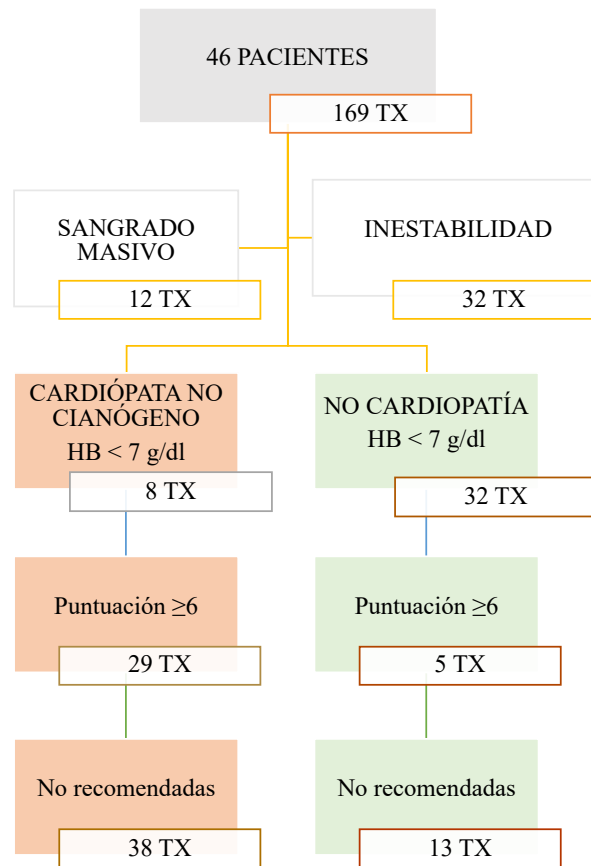 46 PACIENTES
169 TX
SANGRADO
MASIVO
12 TX
INESTABILIDAD
32 TX
CARDIÓPATA NO
CIANÓGENO
HB < 7 g/dl
8 TX
NO CARDIOPATÍA
HB < 7 g/dl
32 TX
Puntuación ≥6
29 TX
Puntuación ≥6
5 TX
No recomendadas
38 TX
No recomendadas
13 TX